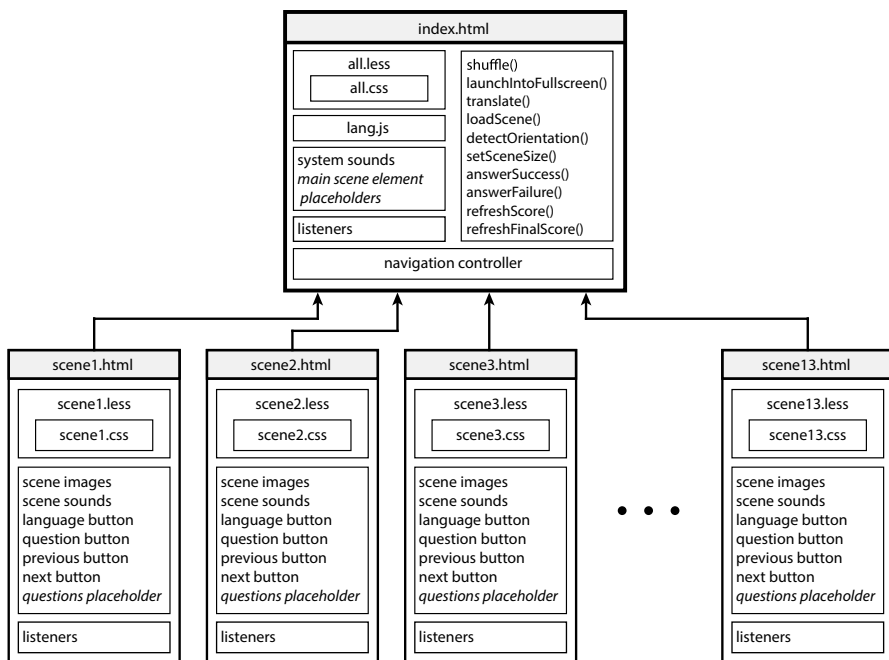 index.html
all.less
all.css
lang.js
system sounds
main scene element
placeholders
listeners
shuffle()
launchIntoFullscreen()
translate()
loadScene()
detectOrientation()
setSceneSize()
answerSuccess()
answerFailure()
refreshScore()
refreshFinalScore()
navigation controller
scene1.html
scene1.less
scene1.css
scene images
scene sounds
language button
question button
previous button
next button
questions placeholder
listeners
scene2.html
scene2.less
scene2.css
scene images
scene sounds
language button
question button
previous button
next button
questions placeholder
listeners
scene3.html
scene3.less
scene3.css
scene images
scene sounds
language button
question button
previous button
next button
questions placeholder
listeners
• • •
scene13.html
scene13.less
scene13.css
scene images
scene sounds
language button
question button
previous button
next button
questions placeholder
listeners